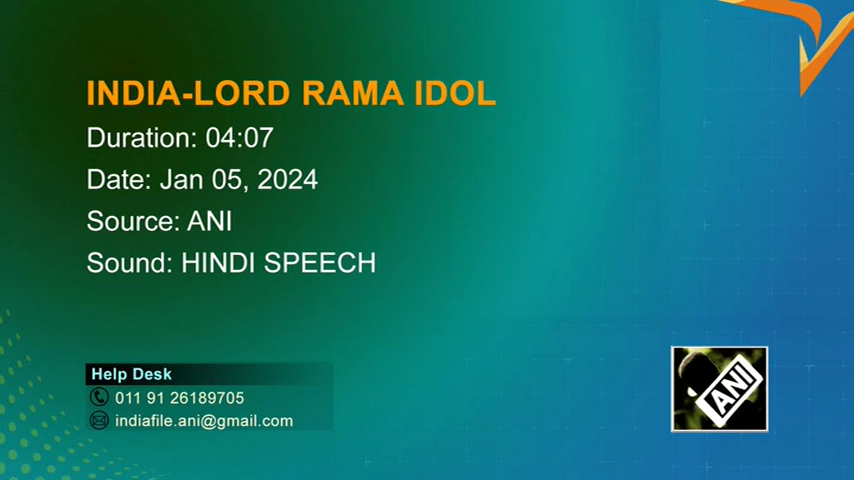 INDIA-LORD RAMA IDOL
Duration: 04:07
Date: Jan 05, 2024
Source: ANI
Sound: HINDI SPEECH
Help Desk
011 91 26189705
indiafile.ani@gmail.com
ANI